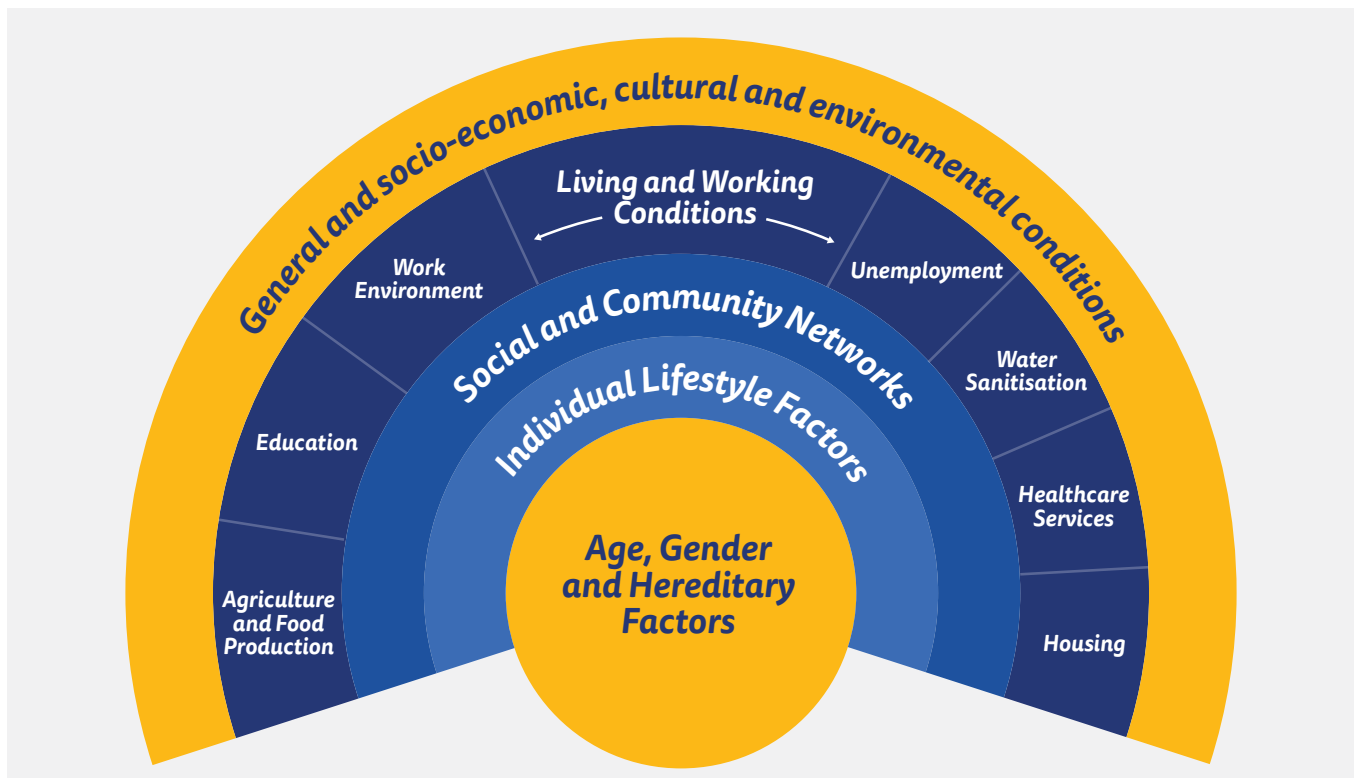 General and socio-economic, cultural and environmental conditions
Living and Working
Conditions
Work
Environment
Unemployment
Education
Water
Sanitisation
Agriculture
and Food
Production
Healthcare
Services
Housing
Social and Community Networks
Individual Lifestyle Factors
Age, Gender
and Hereditary
Factors